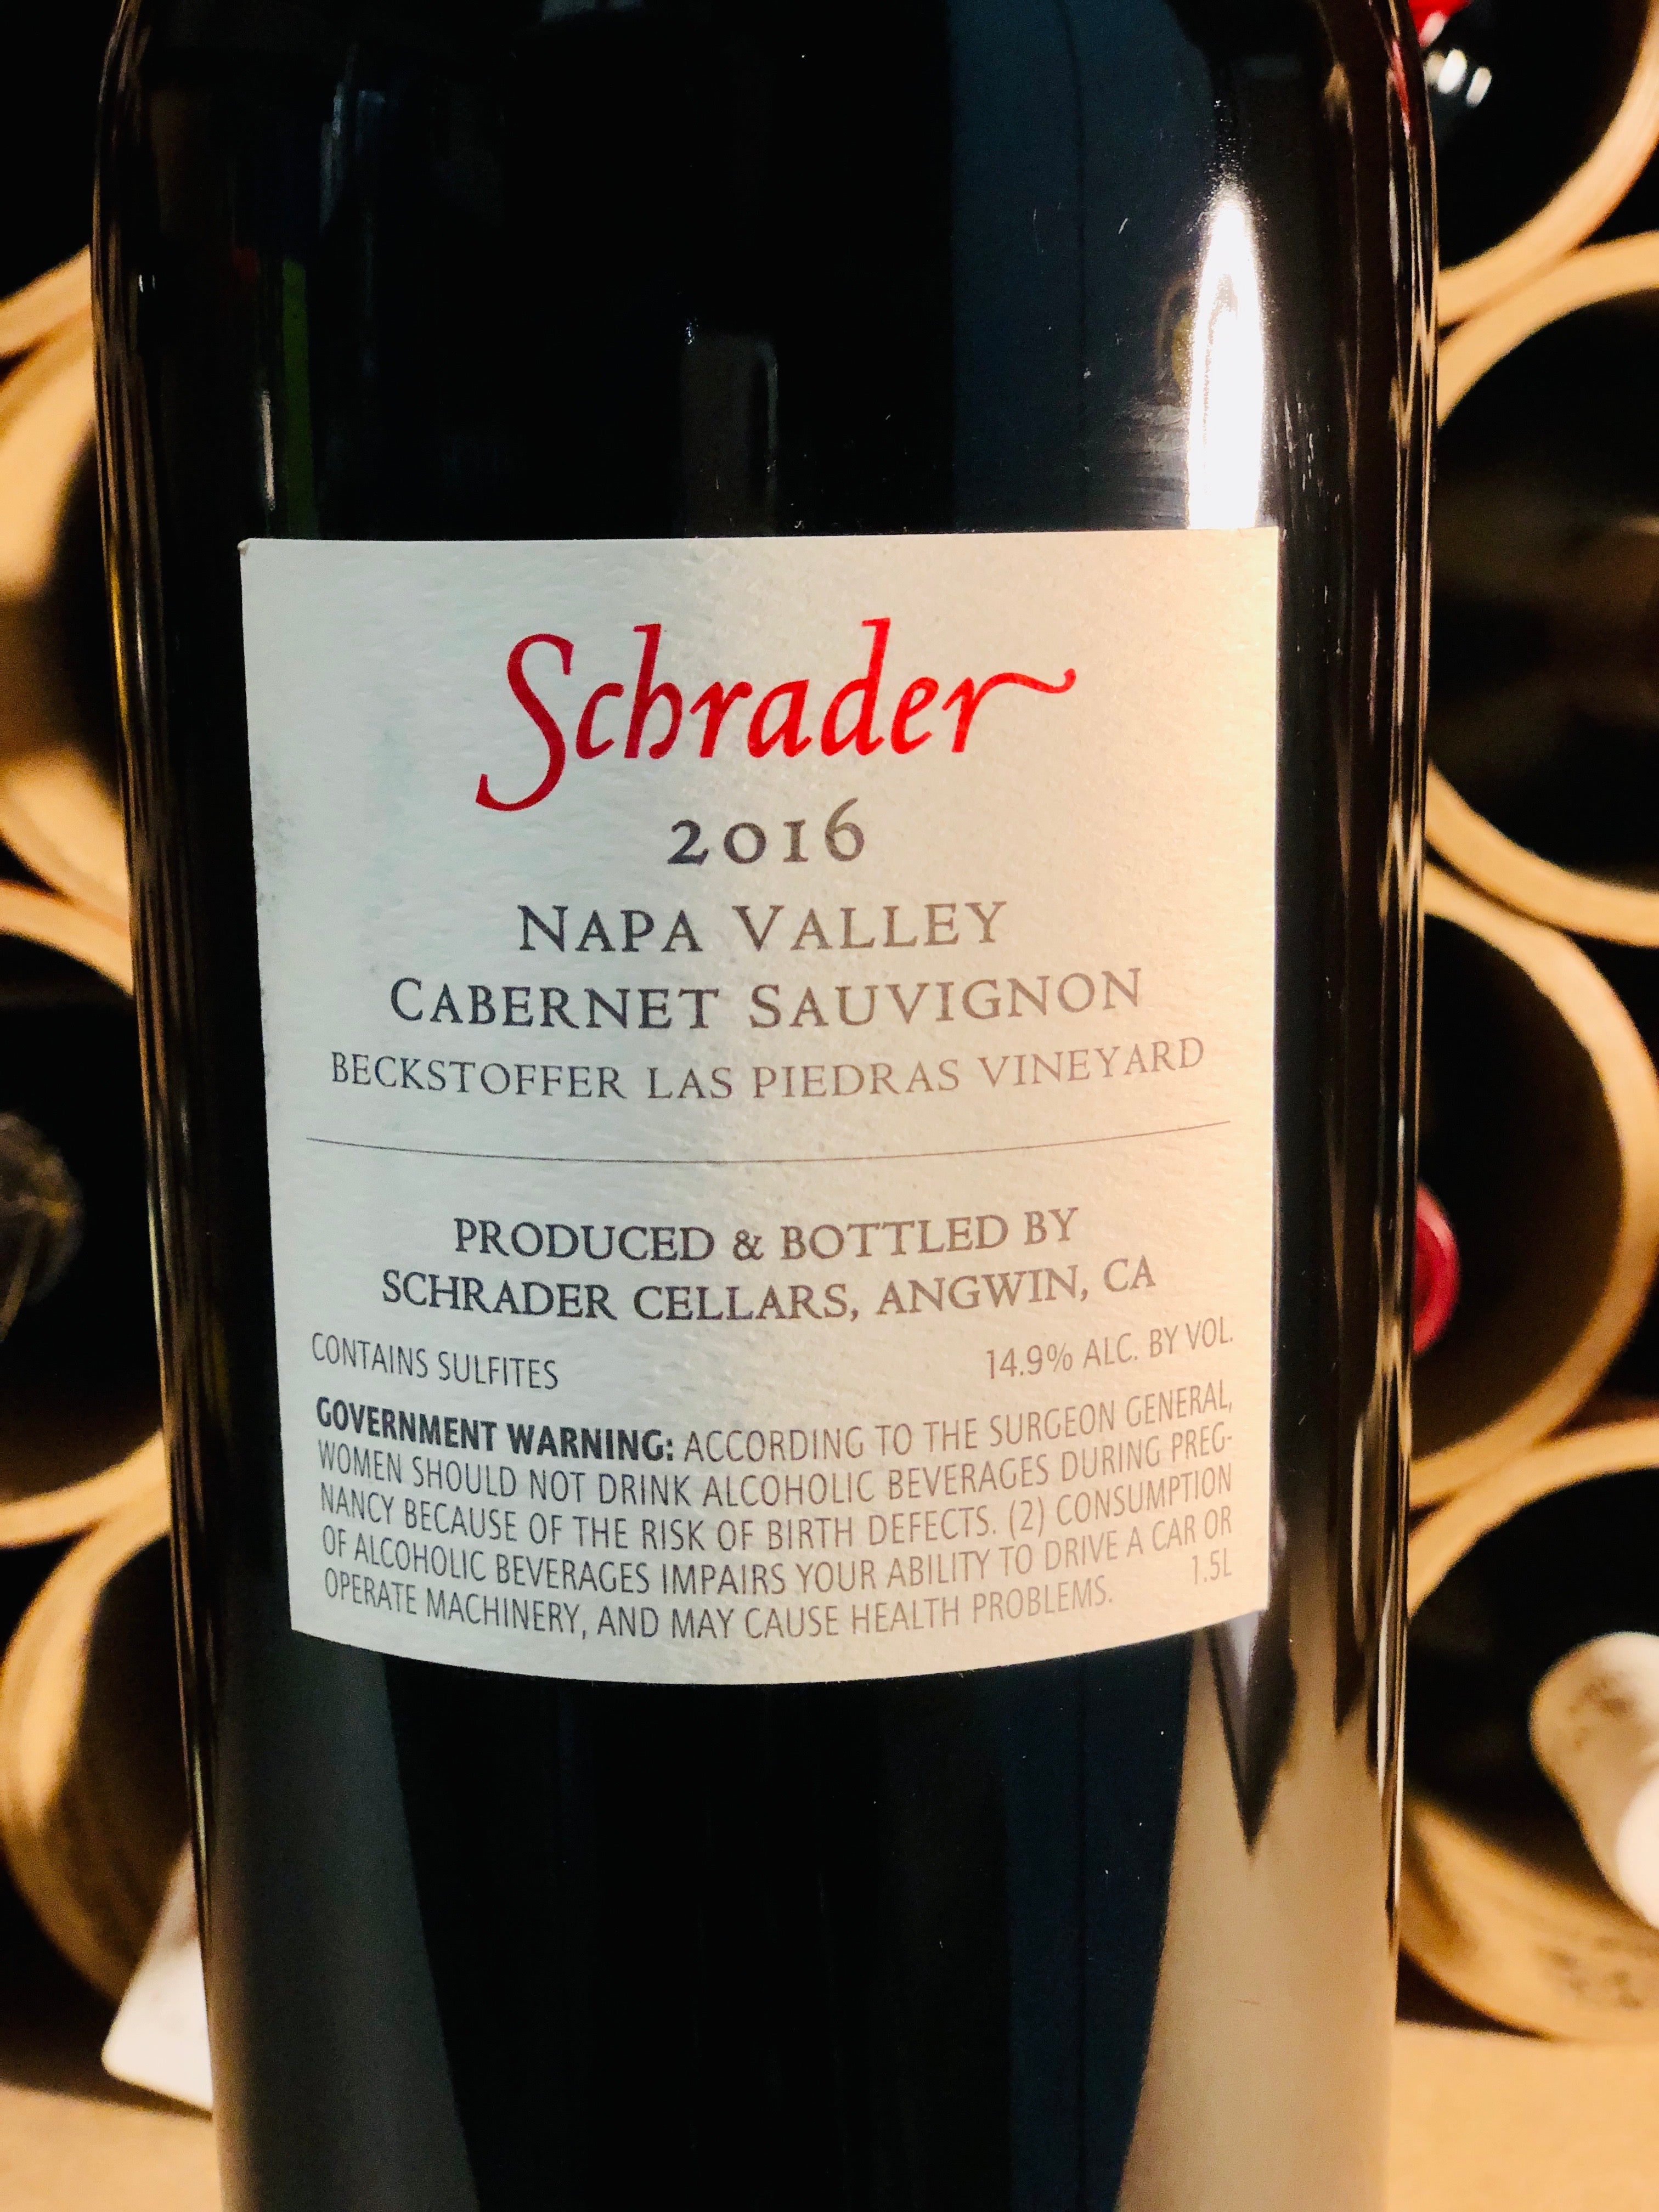 Schrader
2016
NAPA VALLEY
CABERNET SAUVIGNON
BECKSTOFFER LAS PIEDRAS VINEYARD
PRODUCED & BOTTLED BY
SCHRADER CELLARS, ANGWIN, CA
CONTAINS SULFITES 14.9% ALC. BY VOL.
GOVERNMENT WARNING: ACCORDING TO THE SURGEON GENERAL,
WOMEN SHOULD NOT DRINK ALCOHOLIC BEVERAGES DURING PREG-
NANCY BECAUSE OF THE RISK OF BIRTH DEFECTS. (2) CONSUMPTION
OF ALCOHOLIC BEVERAGES IMPAIRS YOUR ABILITY TO DRIVE A CAR OR
OPERATE MACHINERY, AND MAY CAUSE HEALTH PROBLEMS. 1.5L